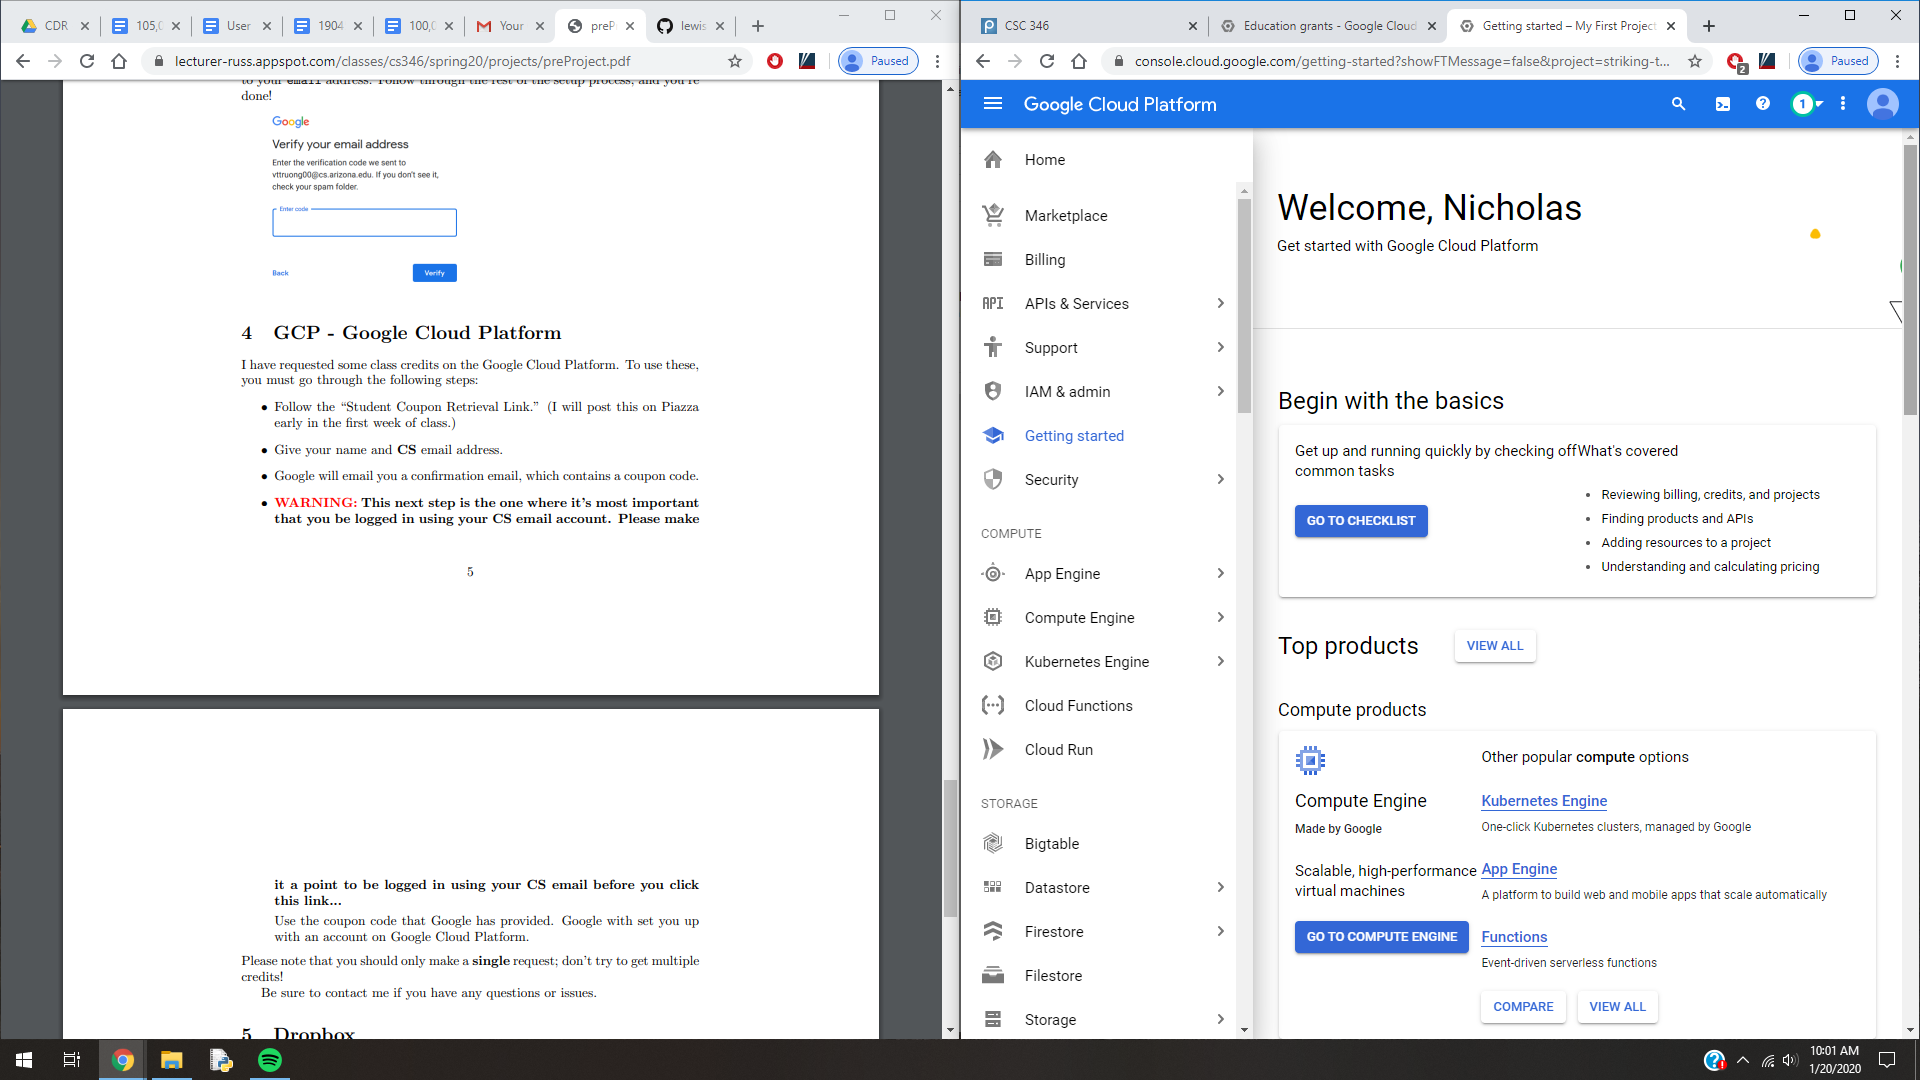 CDR
105,0
User
1904
100,0
Your
preP
lewis
Paused
lecturer-russ.appspot.com/classes/cs346/spring20/projects/preProject.pdf
to your email address. Follow through the rest of the setup process, and you're
done!
Google
Verify your email address
Enter the verification code we sent to
vttruong00@cs.arizona.edu. If you don't see it,
check your spam folder.
Enter code
Back
Verify
4 GCP - Google Cloud Platform
I have requested some class credits on the Google Cloud Platform. To use these,
you must go through the following steps:
• Follow the “Student Coupon Retrieval Link.” (I will post this on Piazza
early in the first week of class.)
• Give your name and CS email address.
• Google will email you a confirmation email, which contains a coupon code.
• WARNING: This next step is the one where it's most important
that you be logged in using your CS email account. Please make
5
it a point to be logged in using your CS email before you click
this link...
Use the coupon code that Google has provided. Google with set you up
with an account on Google Cloud Platform.
Please note that you should only make a single request; don't try to get multiple
credits!
Be sure to contact me if you have any questions or issues.
5 Dropbox
CSC 346
Education grants - Google Cloud
Getting started – My First Project
console.cloud.google.com/getting-started?showFTMessage=false&project=striking-t...
2
Paused
Google Cloud Platform
1
Home
Marketplace
Billing
API APIs & Services
Support
IAM & admin
Getting started
Security
COMPUTE
App Engine
Compute Engine
Kubernetes Engine
Cloud Functions
Cloud Run
STORAGE
Bigtable
Datastore
Firestore
Filestore
Storage
Welcome, Nicholas
Get started with Google Cloud Platform
Begin with the basics
Get up and running quickly by checking off
common tasks
GO TO CHECKLIST
What's covered
• Reviewing billing, credits, and projects
• Finding products and APIs
• Adding resources to a project
• Understanding and calculating pricing
Top products
VIEW ALL
Compute products
Compute Engine
Made by Google
Scalable, high-performance
virtual machines
GO TO COMPUTE ENGINE
Other popular compute options
Kubernetes Engine
One-click Kubernetes clusters, managed by Google
App Engine
A platform to build web and mobile apps that scale automatically
Functions
Event-driven serverless functions
COMPARE
VIEW ALL
10:01 AM
1/20/2020